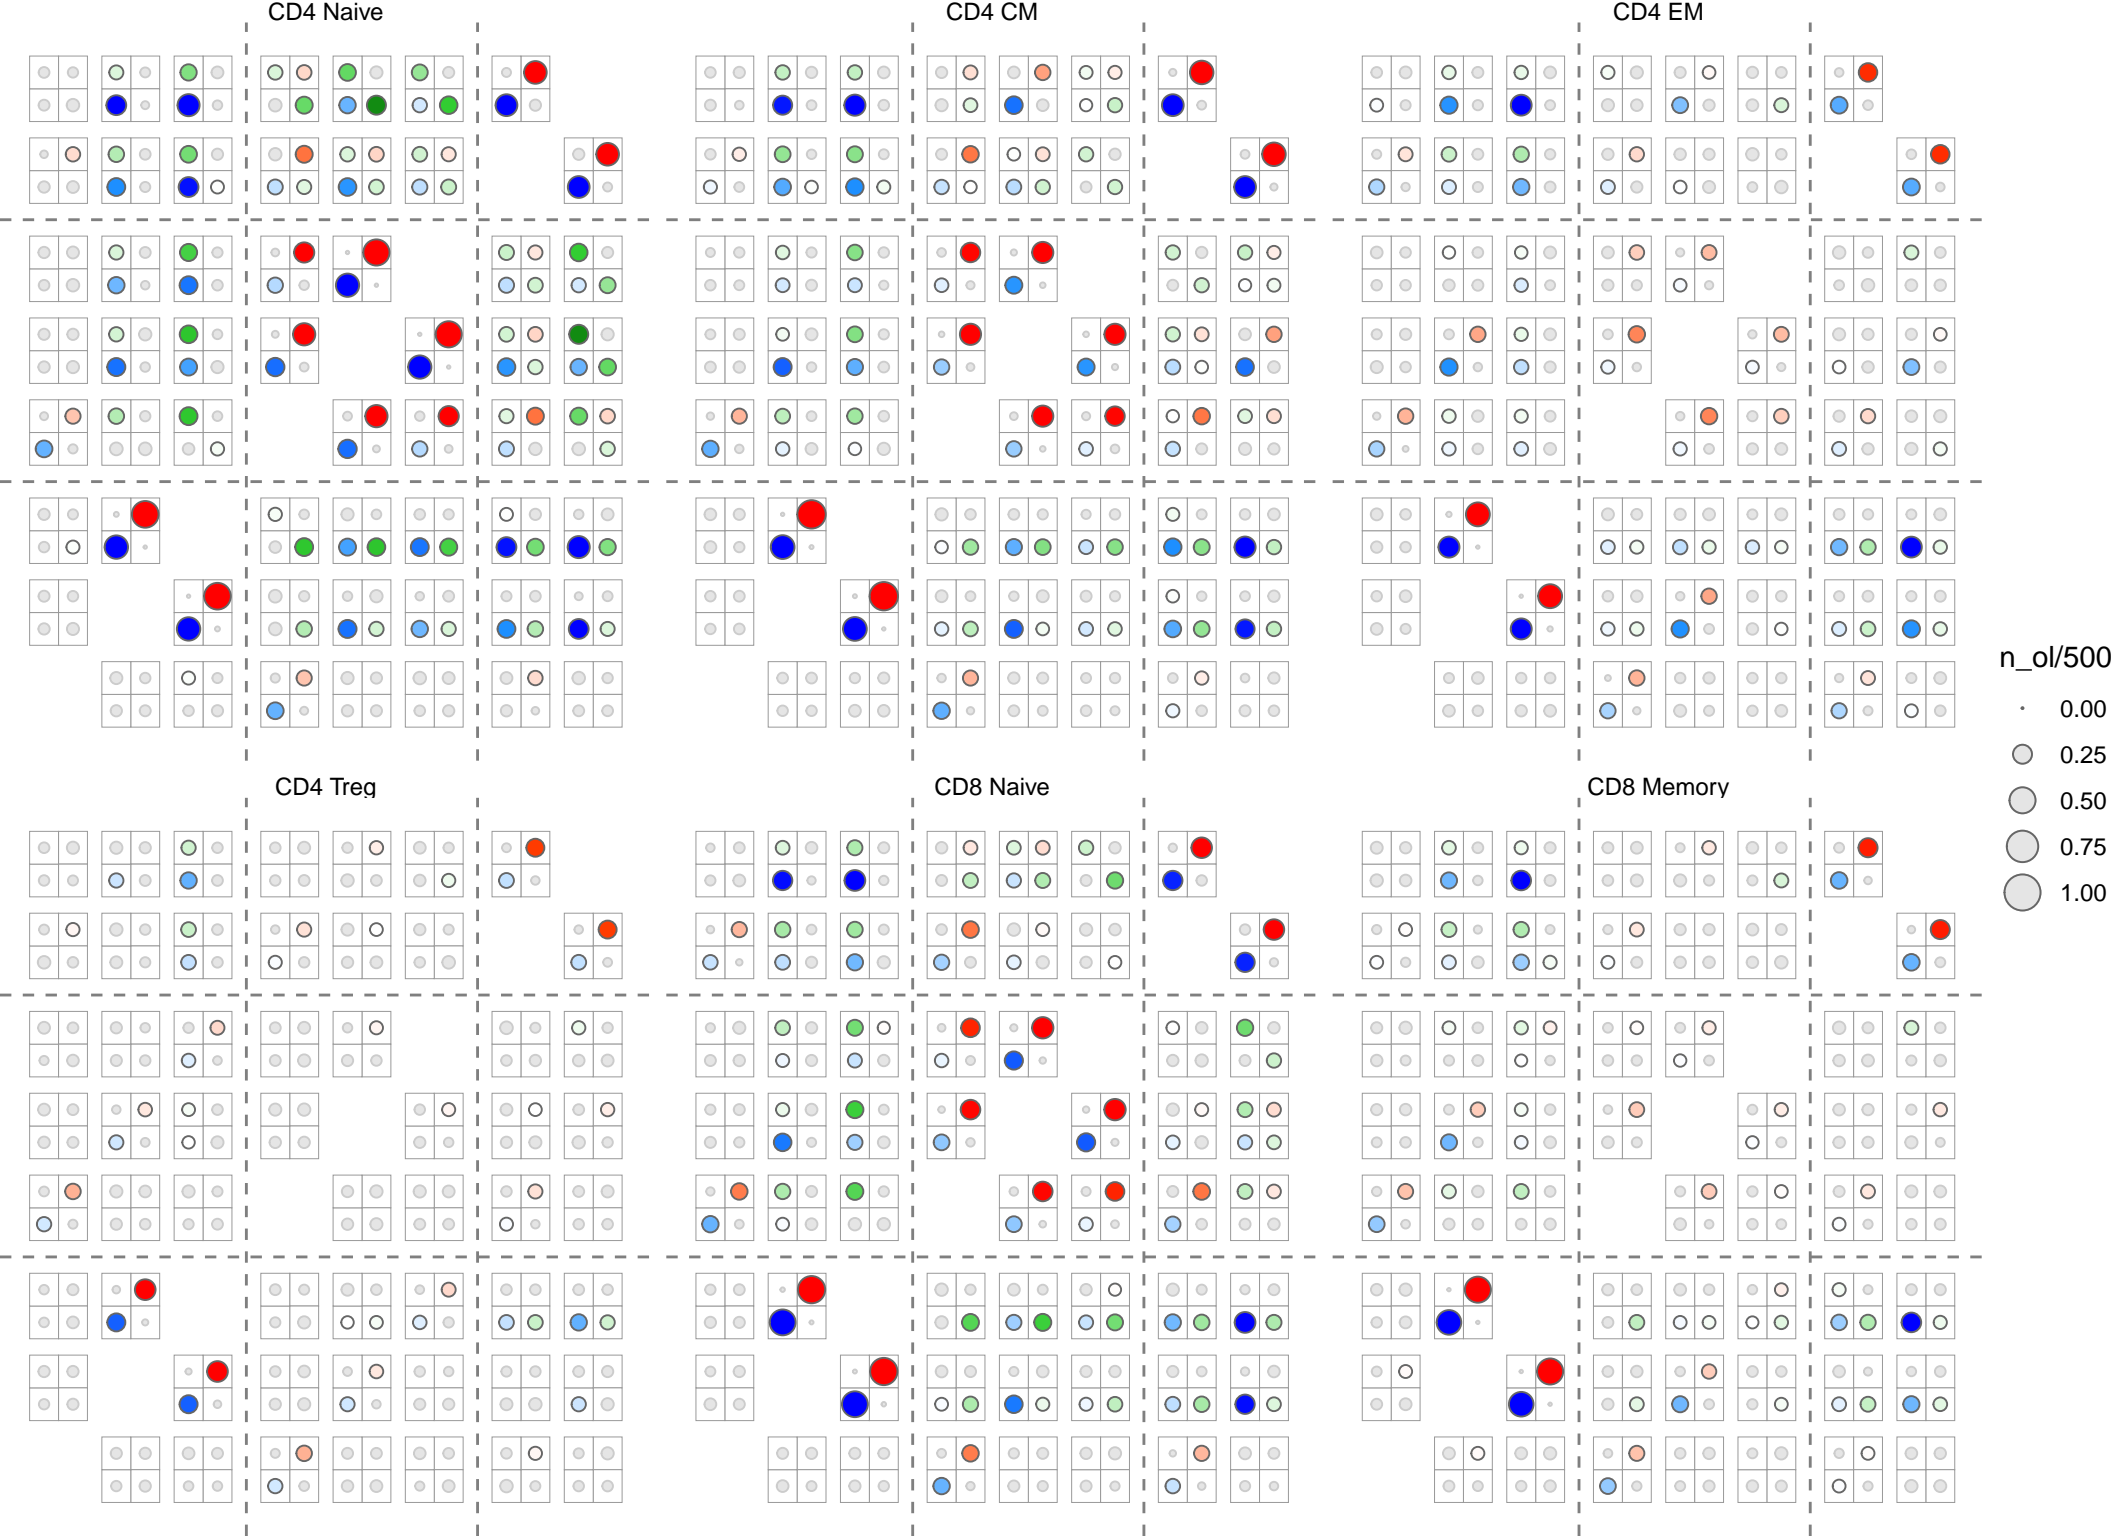 CD4 Naive
CD4 CM
CD4 EM
CD4 Treg
CD8 Naive
CD8 Memory
n_ol/500
0.00
0.25
0.50
0.75
1.00